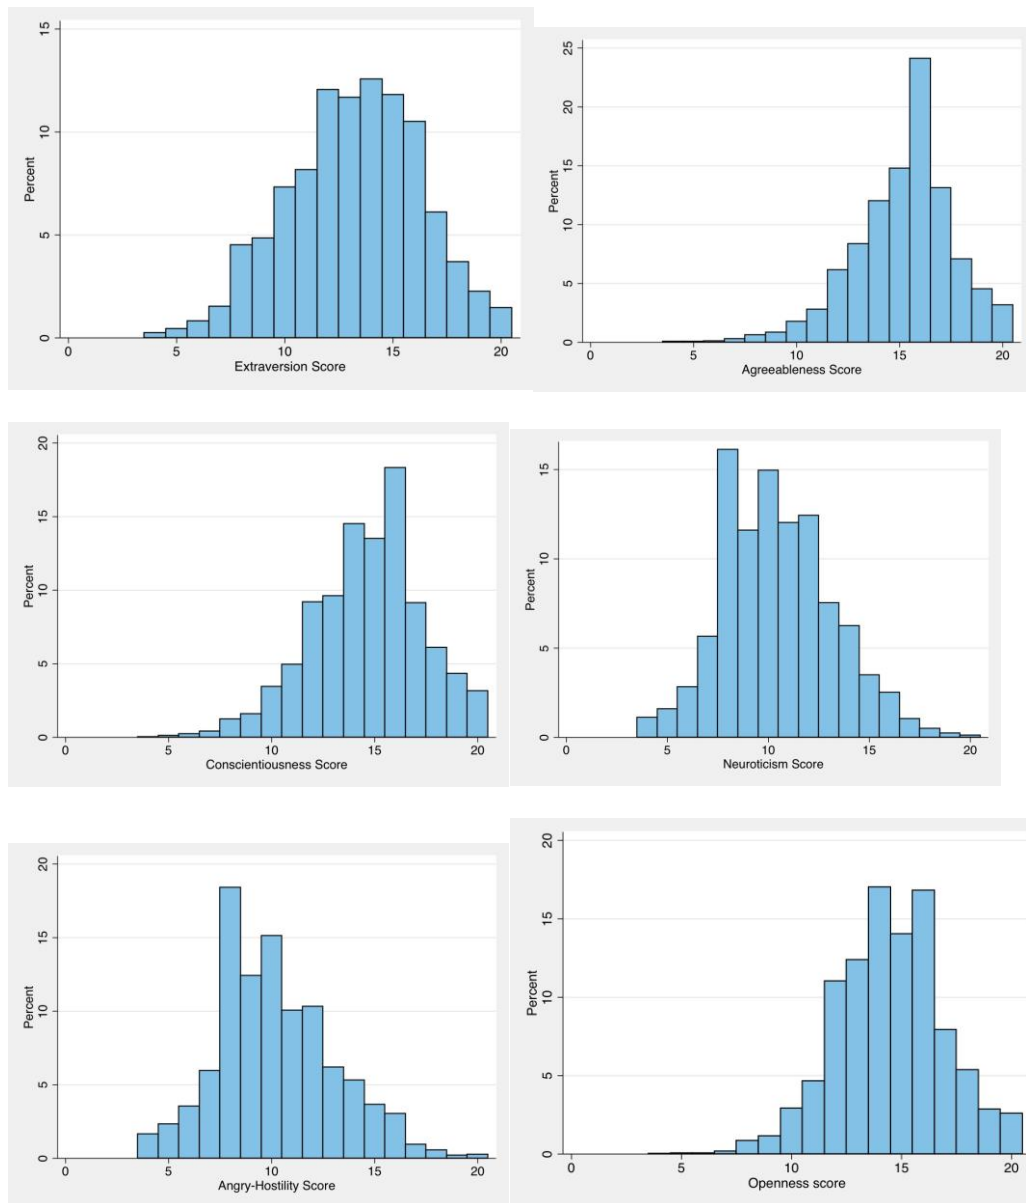 Percent
15
10
5
0
0 5 10 15 20
Extraversion Score
Percent
25
20
15
10
5
0
0 5 10 15 20
Agreeableness Score
Percent
20
15
10
5
0
0 5 10 15 20
Conscientiousness Score
Percent
15
10
5
0
0 5 10 15 20
Neuroticism Score
Percent
20
15
10
5
0
0 5 10 15 20
Angry-Hostility Score
Percent
20
15
10
5
0
0 5 10 15 20
Openness score